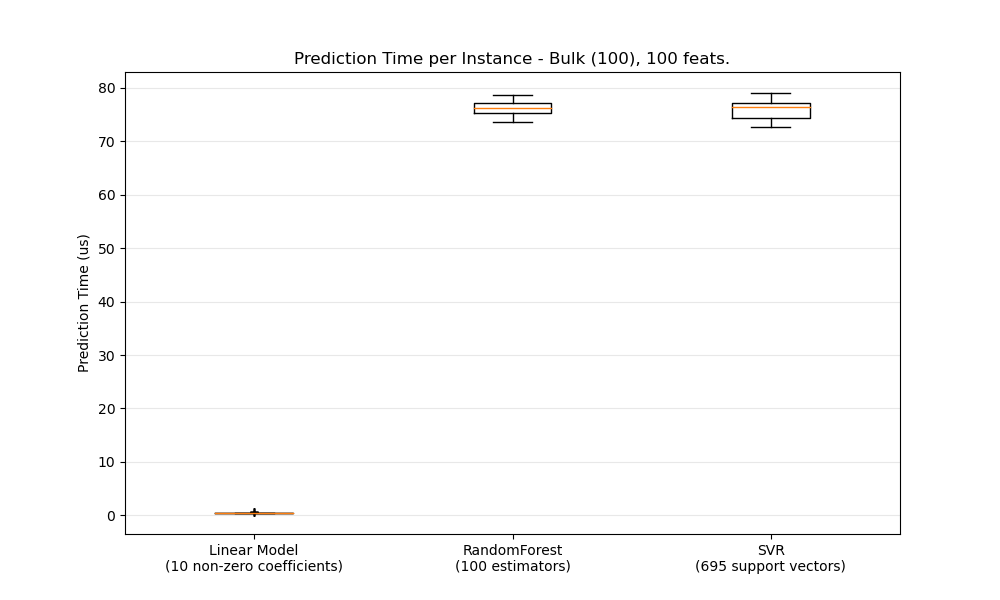 Prediction Time per Instance - Bulk (100), 100 feats.
Prediction Time (us)
80
70
60
50
40
30
20
10
0
Linear Model
(10 non-zero coefficients)
RandomForest
(100 estimators)
SVR
(695 support vectors)